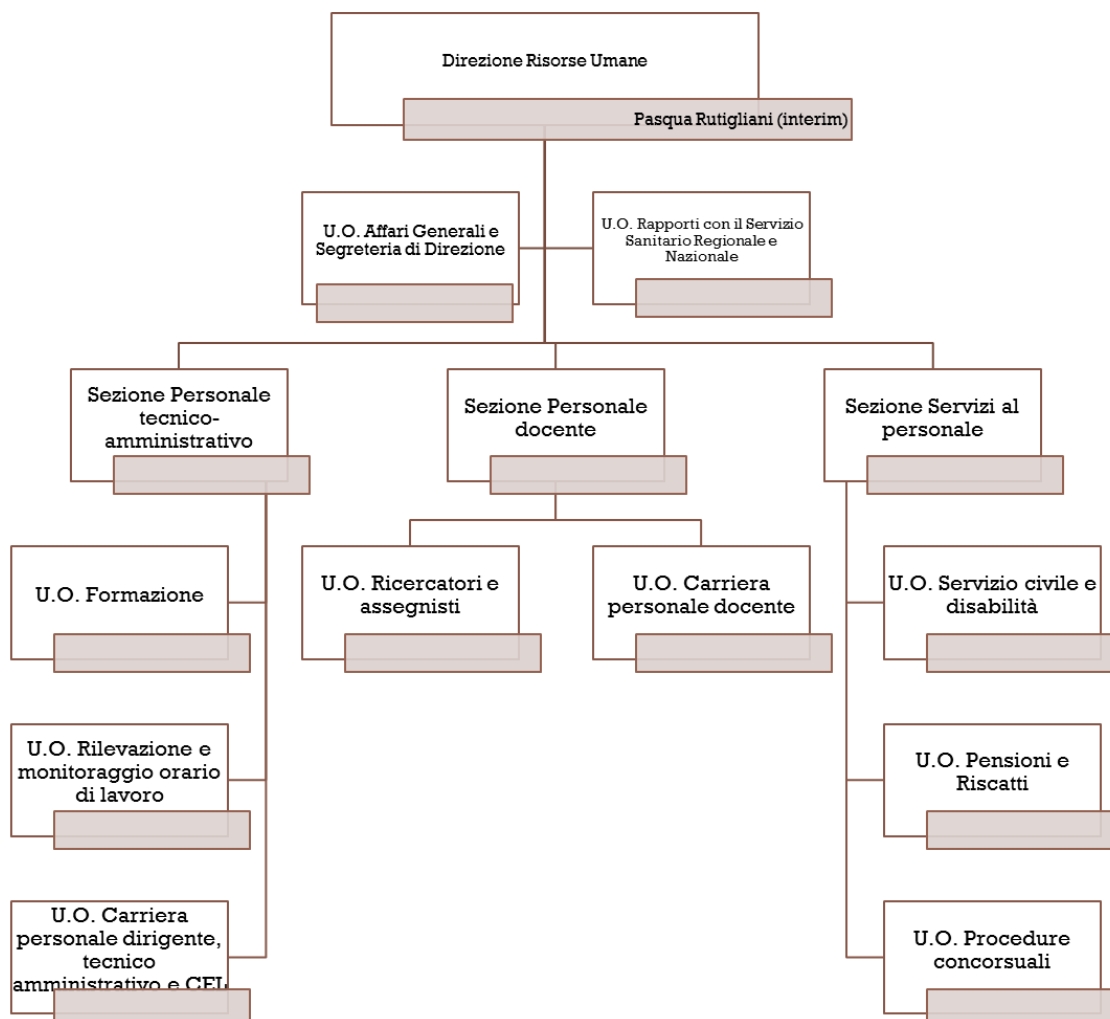 Direzione Risorse Umane
Pasqua Rutigliani (interim)
U.O. Affari Generali e
Segreteria di Direzione
U.O. Rapporti con il Servizio
Sanitario Regionale e
Nazionale
Sezione Personale
tecnico-
amministrativo
Sezione Personale
docente
Sezione Servizi al
personale
U.O. Formazione
U.O. Ricercatori e
assegnisti
U.O. Carriera
personale docente
U.O. Servizio civile e
disabilità
U.O. Rilevazione e
monitoraggio orario
di lavoro
U.O. Pensioni e
Riscatti
U.O. Carriera
personale dirigente,
tecnico
amministrativo e CEL
U.O. Procedure
concorsuali